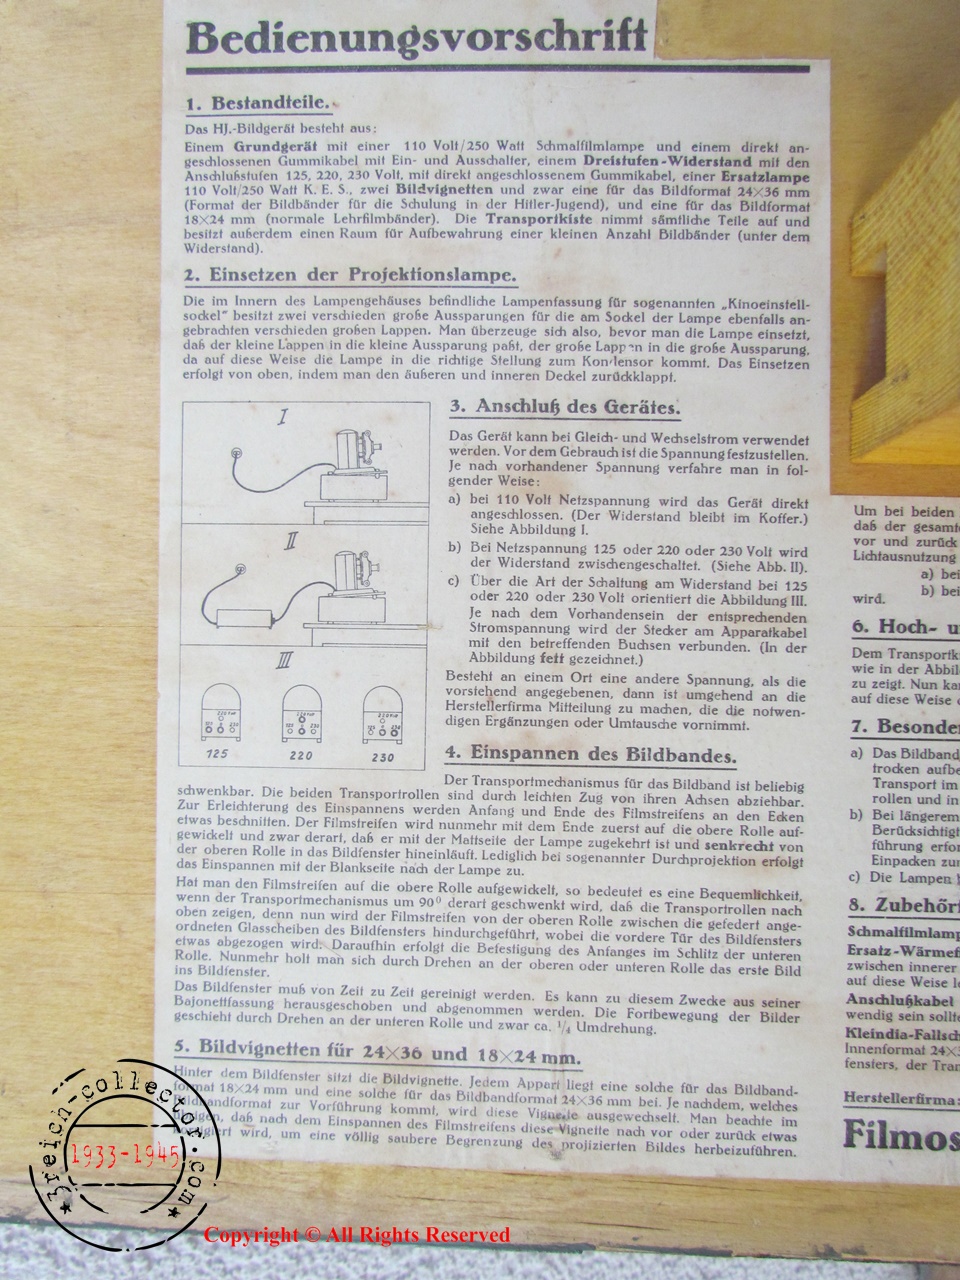 Bedienungsvorschrift
1. Bestandteile.
Das HJ.-Bildgerät besteht aus:
Einem Grundgerät mit einer 110 Volt/250 Watt Schmalfilmlampe und einem direkt an-
geschlossenen Gummikabel mit Ein- und Ausschalter, einem Dreistufen-Widerstand mit den
Anschlußstufen 125, 220, 230 Volt, mit direkt angeschlossenem Gummikabel, einer Ersatzlampe
110 Volt/250 Watt K. E. S., zwei Bildvignetten und zwar eine für das Bildformat 24×36 mm
(Format der Bildbänder für die Schulung in der Hitler-Jugend), und eine für das Bildformat
18×24 mm (normale Lehrfilmbänder). Die Transportkiste nimmt sämtliche Teile auf und
besitzt außerdem einen Raum für Aufbewahrung einer kleinen Anzahl Bildbänder (unter dem
Widerstand).
2. Einsetzen der Projektionslampe.
Die im Innern des Lampengehäuses befindliche Lampenfassung für sogenannten „Kinoeinstell-
sockel" besitzt zwei verschieden große Aussparungen für die am Sockel der Lampe ebenfalls an-
gebrachten verschieden großen Lappen. Man überzeuge sich also, bevor man die Lampe einsetzt,
daß der kleine Lappen in die kleine Aussparung paßt, der große Lappen in die große Aussparung,
da auf diese Weise die Lampe in die richtige Stellung zum Kondensor kommt. Das Einsetzen
erfolgt von oben, indem man den äußeren und inneren Deckel zurückklappt.
I
II
III
220 Volt
125 230
220 Volt
125 230
220 Volt
125 230
125 220 230
3. Anschluß des Gerätes.
Das Gerät kann bei Gleich- und Wechselstrom verwendet
werden. Vor dem Gebrauch ist die Spannung festzustellen.
Je nach vorhandener Spannung verfahre man in fol-
gender Weise:
a) bei 110 Volt Netzspannung wird das Gerät direkt
angeschlossen. (Der Widerstand bleibt im Koffer.)
Siehe Abbildung I.
b) Bei Netzspannung 125 oder 220 oder 230 Volt wird
der Widerstand zwischengeschaltet. (Siehe Abb. II).
c) Über die Art der Schaltung am Widerstand bei 125
oder 220 oder 230 Volt orientiert die Abbildung III.
Je nach dem Vorhandensein der entsprechenden
Stromspannung wird der Stecker am Apparatkabel
mit den betreffenden Buchsen verbunden. (In der
Abbildung fett gezeichnet.)
Besteht an einem Ort eine andere Spannung, als die
vorstehend angegebenen, dann ist umgehend an die
Herstellerfirma Mitteilung zu machen, die die notwen-
digen Ergänzungen oder Umtausche vornimmt.
4. Einspannen des Bildbandes.
Der Transportmechanismus für das Bildband ist beliebig
schwenkbar. Die beiden Transportrollen sind durch leichten Zug von ihren Achsen abziehbar.
Zur Erleichterung des Einspannens werden Anfang und Ende des Filmstreifens an den Ecken
etwas beschnitten. Der Filmstreifen wird nunmehr mit dem Ende zuerst auf die obere Rolle auf-
gewickelt und zwar derart, daß er mit der Mattseite der Lampe zugekehrt ist und senkrecht von
der oberen Rolle in das Bildfenster hineinläuft. Lediglich bei sogenannter Durchprojektion erfolgt
das Einspannen mit der Blankseite nach der Lampe zu.
Hat man den Filmstreifen auf die obere Rolle aufgewickelt, so bedeutet es eine Bequemlichkeit,
wenn der Transportmechanismus um 90° derart geschwenkt wird, daß die Transportrollen nach
oben zeigen, denn nun wird der Filmstreifen von der oberen Rolle zwischen die gefedert ange-
ordneten Glasscheiben des Bildfensters hindurchgeführt, wobei die vordere Tür des Bildfensters
etwas abgezogen wird. Daraufhin erfolgt die Befestigung des Anfanges im Schlitz der unteren
Rolle. Nunmehr holt man sich durch Drehen an der oberen oder unteren Rolle das erste Bild
ins Bildfenster.
Das Bildfenster muß von Zeit zu Zeit gereinigt werden. Es kann zu diesem Zwecke aus seiner
Bajonettfassung herausgeschoben und abgenommen werden. Die Fortbewegung der Bilder
geschieht durch Drehen an der unteren Rolle und zwar ca. ¼ Umdrehung.
5. Bildvignetten für 24×36 und 18×24 mm.
Hinter dem Bildfenster sitzt die Bildvignette. Jedem Apparat liegt eine solche für das Bildband-
format 18×24 mm und eine solche für das Bildbandformat 24×36 mm bei. Je nachdem, welches
Bildbandformat zur Vorführung kommt, wird diese Vignette ausgewechselt. Man beachte im
daß nach dem Einspannen des Filmstreifens diese Vignette nach vor oder zurück etwas
wird, um eine völlig saubere Begrenzung des projizierten Bildes herbeizuführen.
Um bei beiden
daß der gesamte
vor und zurück
Lichtausnutzung
a) bei
b) bei
wird.
6. Hoch- u
Dem Transportk
wie in der Abbil
zu zeigt. Nun kan
auf diese Weise
7. Besonder
a) Das Bildband
trocken aufbe
Transport im
rollen und in
b) Bei längerem
Berücksichtigt
führung erfor
Einpacken zu
c) Die Lampen
8. Zubehört
Schmalfilmlamp
Ersatz-Wärmef
zwischen innerer
auf diese Weise
Anschlußkabel
wendig sein sollte
Kleindia-Fallsch
Innenformat 24×
fensters, der Tran
Herstellerfirma:
Filmos
3reich-collector.com
1933-1945
Copyright © All Rights Reserved